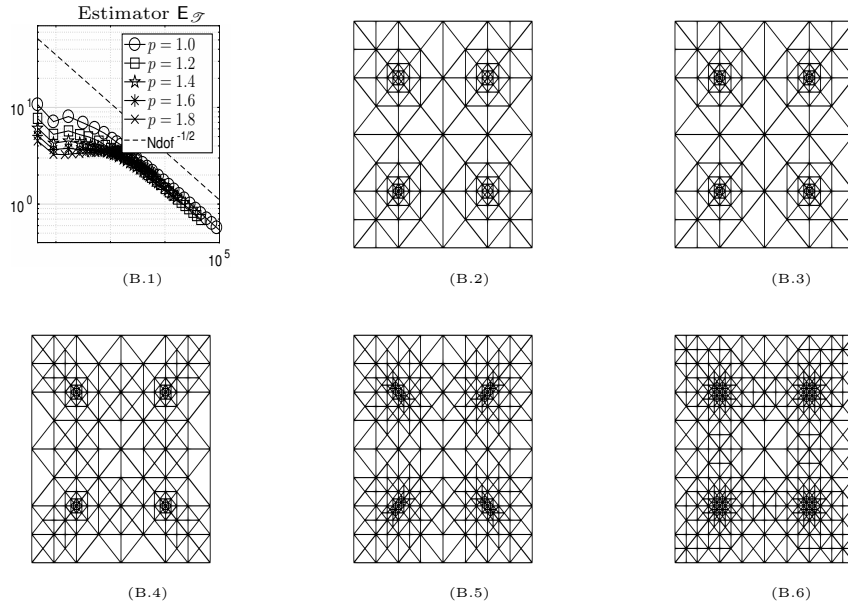 Estimator E𝒯
p = 1.0
p = 1.2
p = 1.4
p = 1.6
p = 1.8
Ndof -1/2
10^1
10^0
10^5
(B.1)
(B.2)
(B.3)
(B.4)
(B.5)
(B.6)